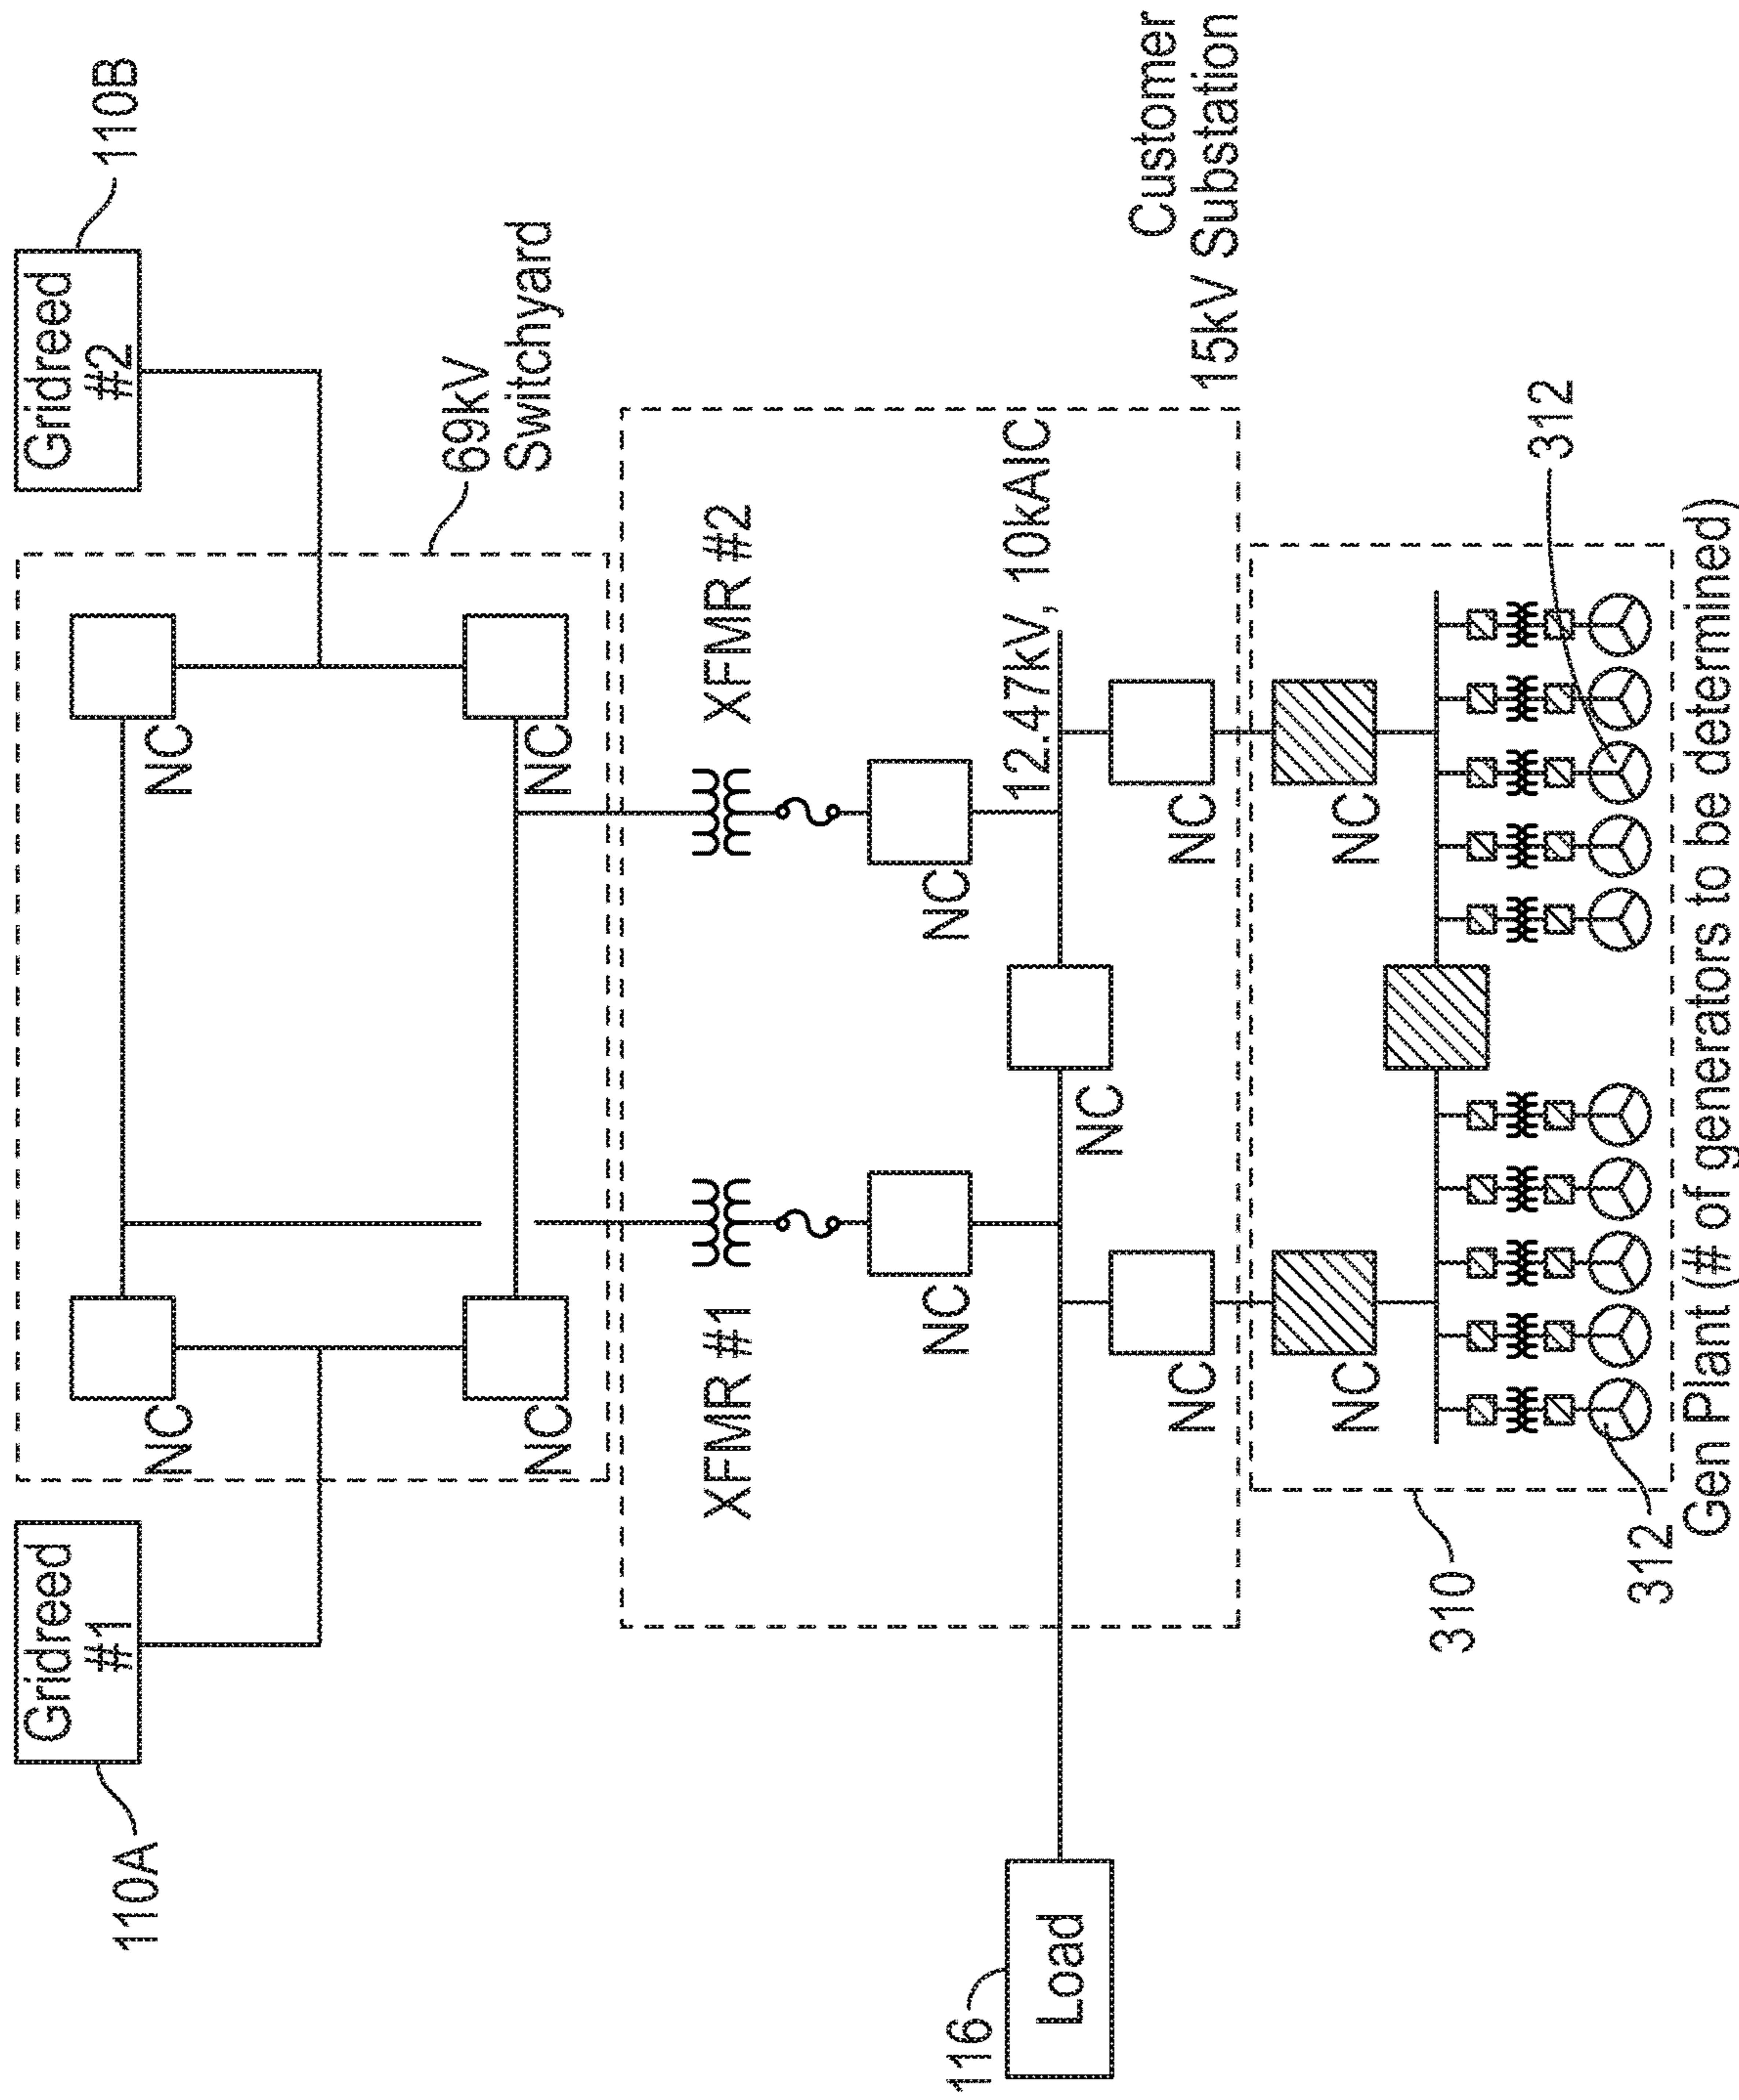 Gridreed
#1
110A
Gridreed
#2
110B
NC
NC
NC
NC
69kV
Switchyard
XFMR #1
XFMR #2
NC
NC
12.47kV, 10kAIC
NC
NC
NC
Customer
15kV Substation
116
Load
NC
NC
310
312
312
Gen Plant (# of generators to be determined)